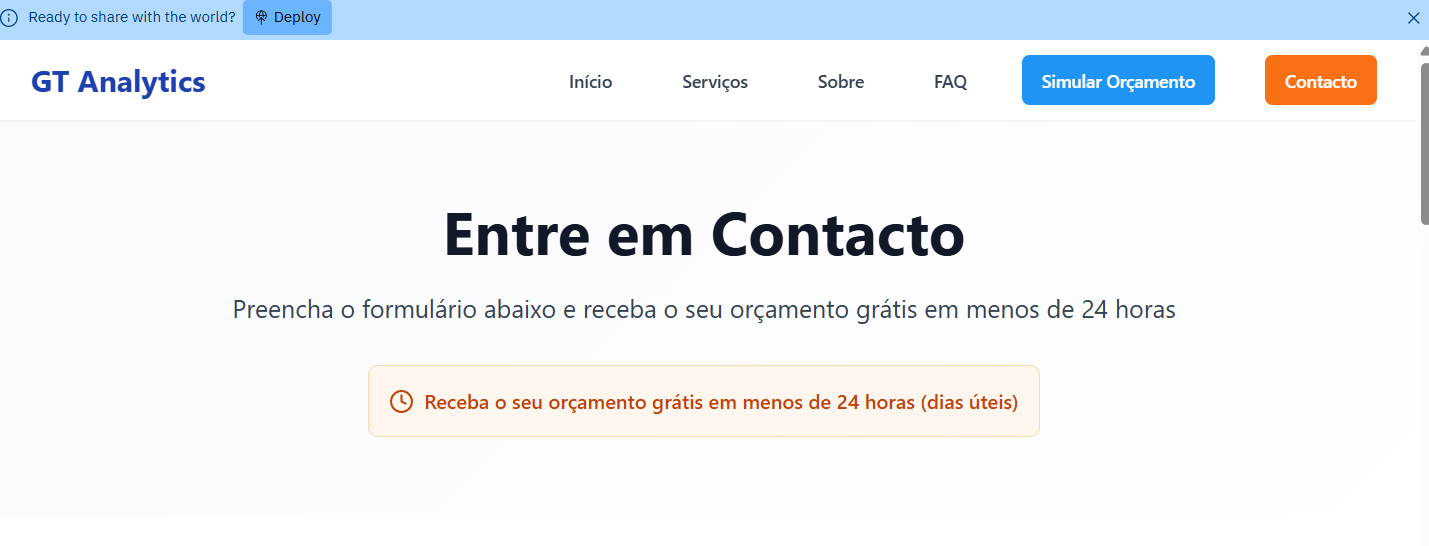 Ready to share with the world? Deploy
GT Analytics
Início Serviços Sobre FAQ Simular Orçamento Contacto
Entre em Contacto
Preencha o formulário abaixo e receba o seu orçamento grátis em menos de 24 horas
Receba o seu orçamento grátis em menos de 24 horas (dias úteis)